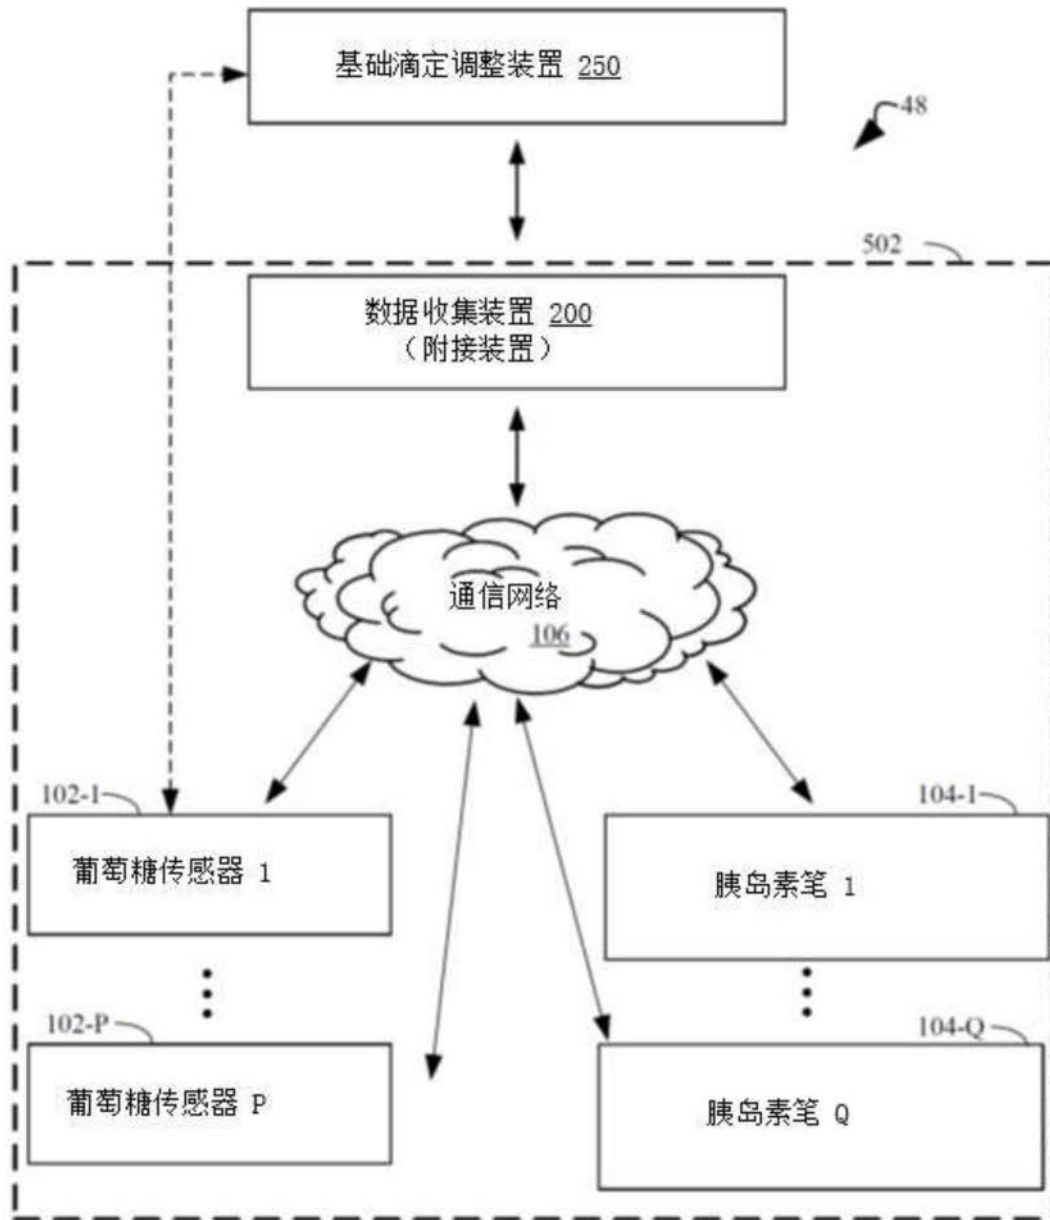 基础滴定调整装置 250
48
502
数据收集装置 200
（附接装置）
通信网络
106
102-1
104-1
葡萄糖传感器 1
胰岛素笔 1
102-P
104-Q
葡萄糖传感器 P
胰岛素笔 Q